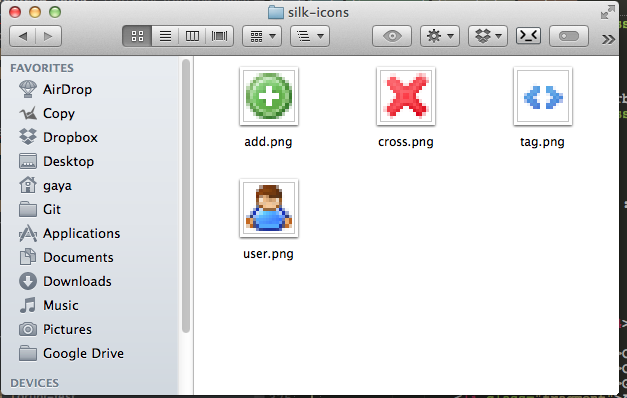 silk-icons
FAVORITES
AirDrop
Copy
Dropbox
Desktop
gaya
Git
Applications
Documents
Downloads
Music
Pictures
Google Drive
DEVICES
add.png
cross.png
tag.png
user.png